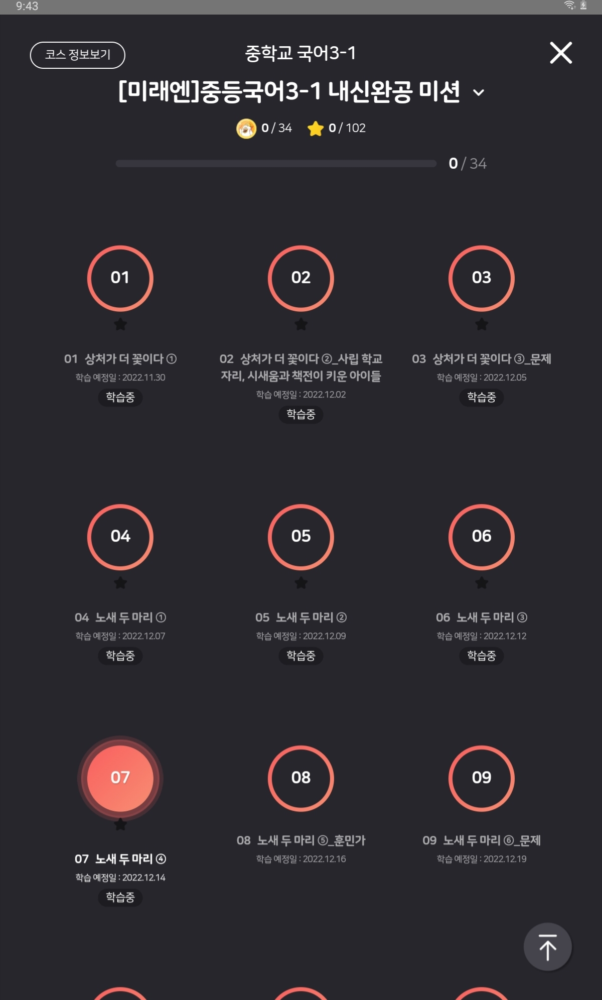 9:43
코스 정보보기
중학교 국어3-1
[미래엔]중등국어3-1 내신완공 미션
0 / 34 0 / 102
0 / 34
01
02
03
01 상처가 더 꽃이다 ①
학습 예정일 : 2022.11.30
학습중
02 상처가 더 꽃이다 ②_사립 학교
자리, 시새움과 책전이 키운 아이들
학습 예정일 : 2022.12.02
학습중
03 상처가 더 꽃이다 ③_문제
학습 예정일 : 2022.12.05
학습중
04
05
06
04 노새 두 마리 ①
학습 예정일 : 2022.12.07
학습중
05 노새 두 마리 ②
학습 예정일 : 2022.12.09
학습중
06 노새 두 마리 ③
학습 예정일 : 2022.12.12
학습중
07
08
09
07 노새 두 마리 ④
학습 예정일 : 2022.12.14
학습중
08 노새 두 마리 ⑤_훈민가
학습 예정일 : 2022.12.16
09 노새 두 마리 ⑥_문제
학습 예정일 : 2022.12.19